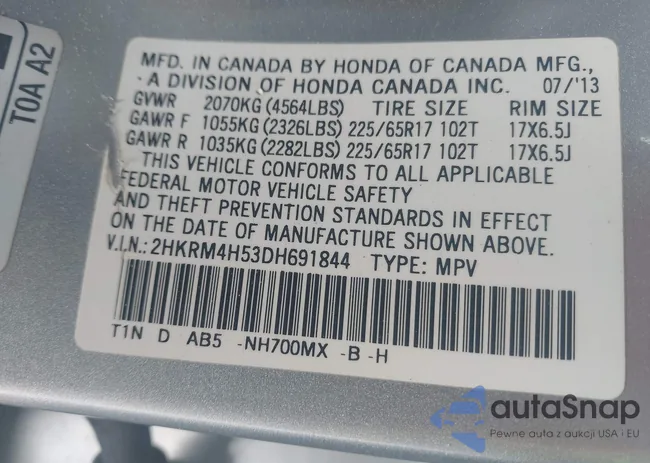 TOA A2
MFD. IN CANADA BY HONDA OF CANADA MFG.,
A DIVISION OF HONDA CANADA INC. 07/'13
GVWR 2070KG (4564LBS) TIRE SIZE RIM SIZE
GAWR F 1055KG (2326LBS) 225/65R17 102T 17X6.5J
GAWR R 1035KG (2282LBS) 225/65R17 102T 17X6.5J
THIS VEHICLE CONFORMS TO ALL APPLICABLE
FEDERAL MOTOR VEHICLE SAFETY
AND THEFT PREVENTION STANDARDS IN EFFECT
ON THE DATE OF MANUFACTURE SHOWN ABOVE.
V.I.N.: 2HKRM4H53DH691844 TYPE: MPV
T1N D AB5 -NH700MX -B -H
autaSnap
Pewne auta z aukcji USA i EU